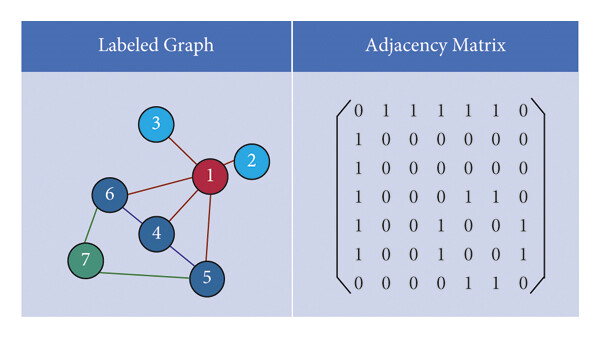 Labeled Graph
Adjacency Matrix
3
2
1
6
4
7
5
0 1 1 1 1 1 0
1 0 0 0 0 0 0
1 0 0 0 0 0 0
1 0 0 0 1 1 0
1 0 0 1 0 0 1
1 0 0 1 0 0 1
0 0 0 0 1 1 0